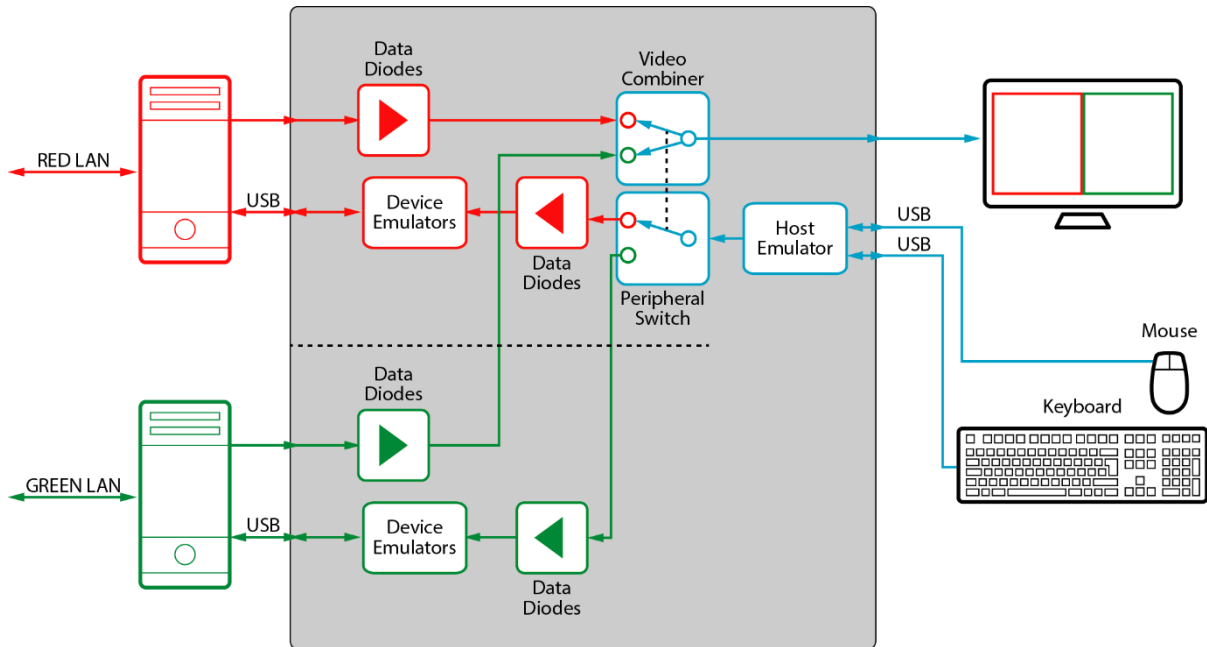 Data
Diodes
Video
Combiner
RED LAN
USB
Device
Emulators
Data
Diodes
Peripheral
Switch
Host
Emulator
USB
USB
Mouse
Keyboard
Data
Diodes
GREEN LAN
USB
Device
Emulators
Data
Diodes